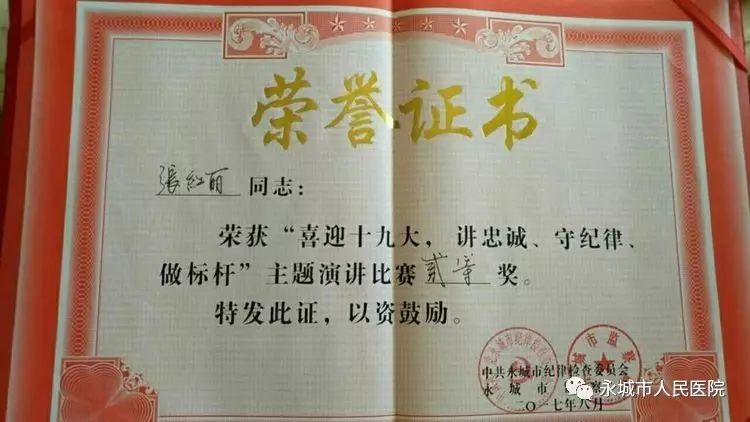 荣誉证书
張红丽 同志：
荣获“喜迎十九大，讲忠诚、守纪律、
做标杆”主题演讲比赛 贰等 奖。
特发此证，以资鼓励。
中共永城市纪律检查委员会
永城市 察
二〇一七年八月
永城市人民医院